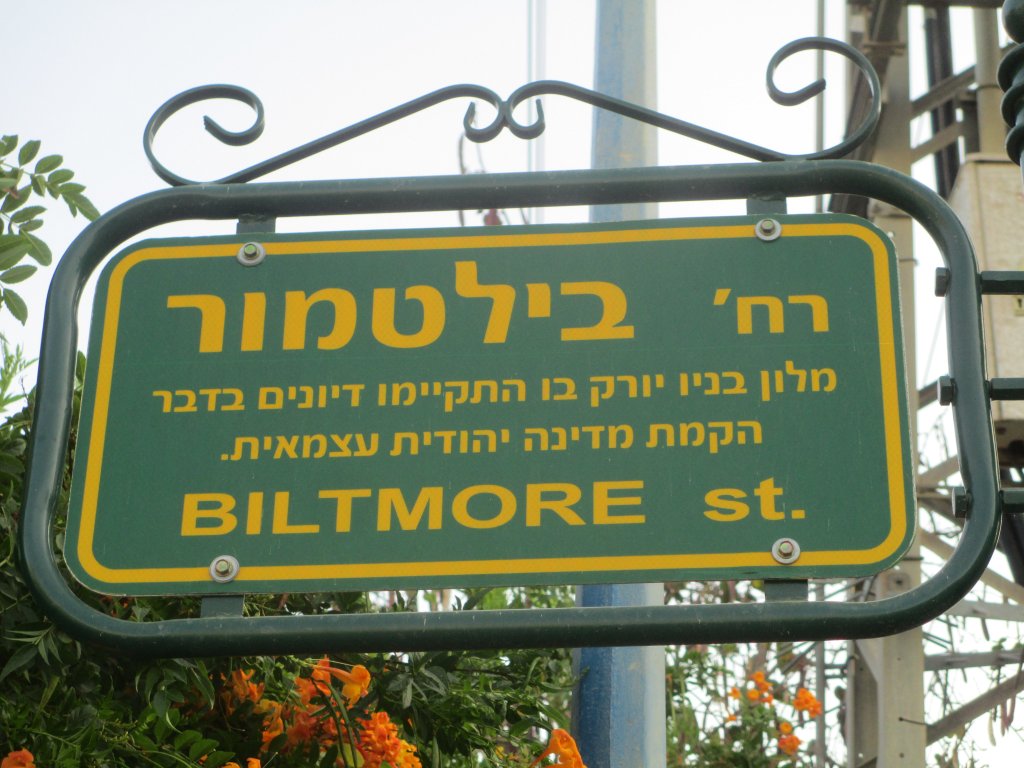 רח' בילטמור
מלון בניו יורק בו התקיימו דיונים בדבר
הקמת מדינה יהודית עצמאית.
BILTMORE st.